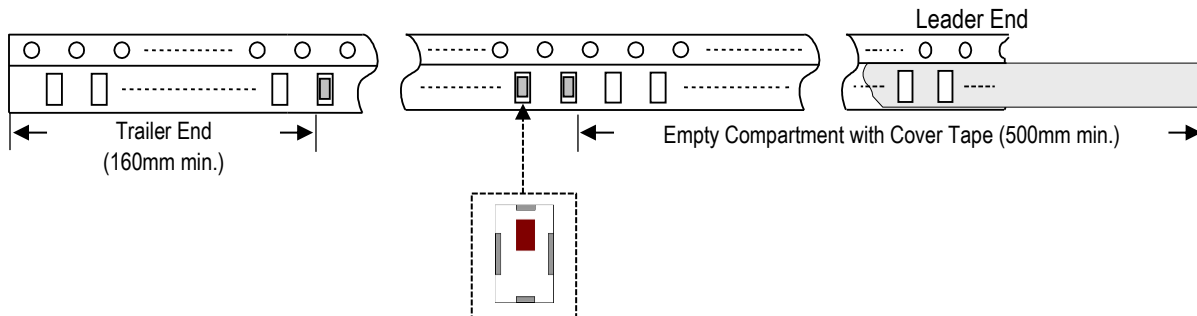 Leader End
Trailer End
(160mm min.)
Empty Compartment with Cover Tape (500mm min.)